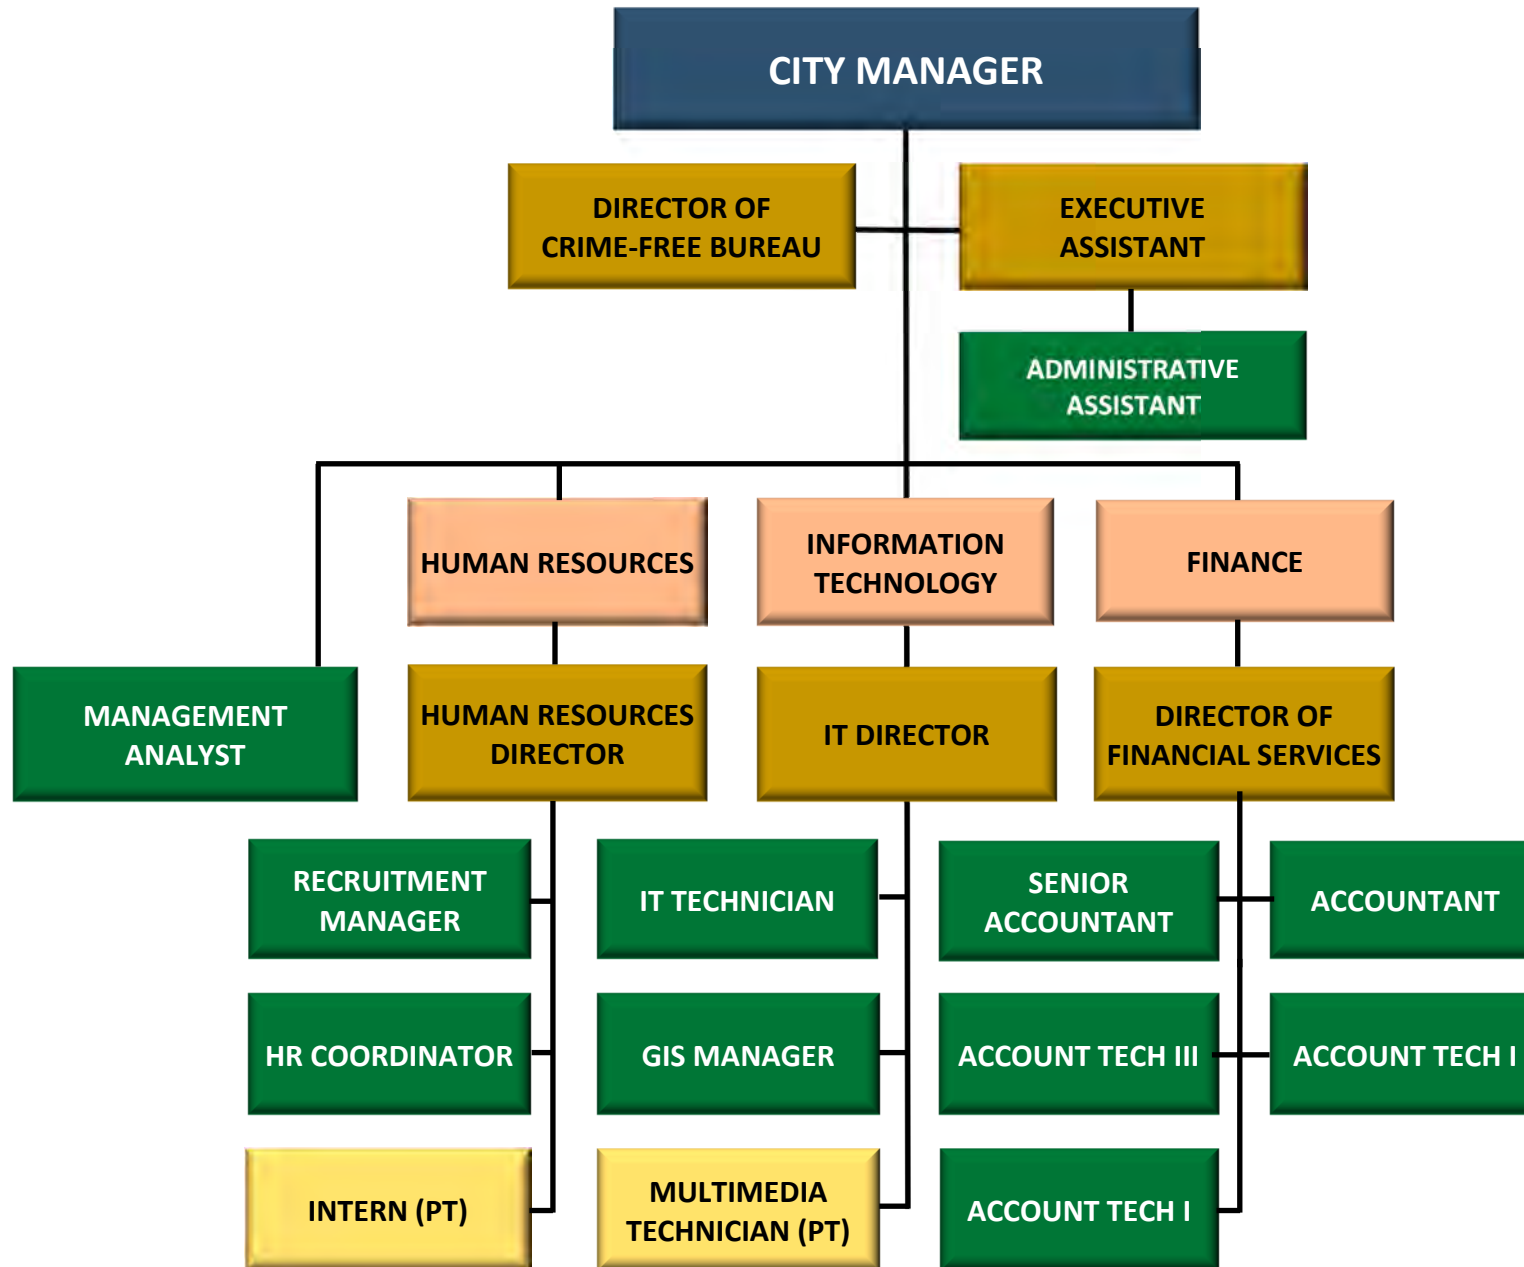 CITY MANAGER
DIRECTOR OF
CRIME-FREE BUREAU
EXECUTIVE
ASSISTANT
ADMINISTRATIVE
ASSISTANT
HUMAN RESOURCES
INFORMATION
TECHNOLOGY
FINANCE
MANAGEMENT
ANALYST
HUMAN RESOURCES
DIRECTOR
IT DIRECTOR
DIRECTOR OF
FINANCIAL SERVICES
RECRUITMENT
MANAGER
IT TECHNICIAN
SENIOR
ACCOUNTANT
ACCOUNTANT
HR COORDINATOR
GIS MANAGER
ACCOUNT TECH III
ACCOUNT TECH I
INTERN (PT)
MULTIMEDIA
TECHNICIAN (PT)
ACCOUNT TECH I